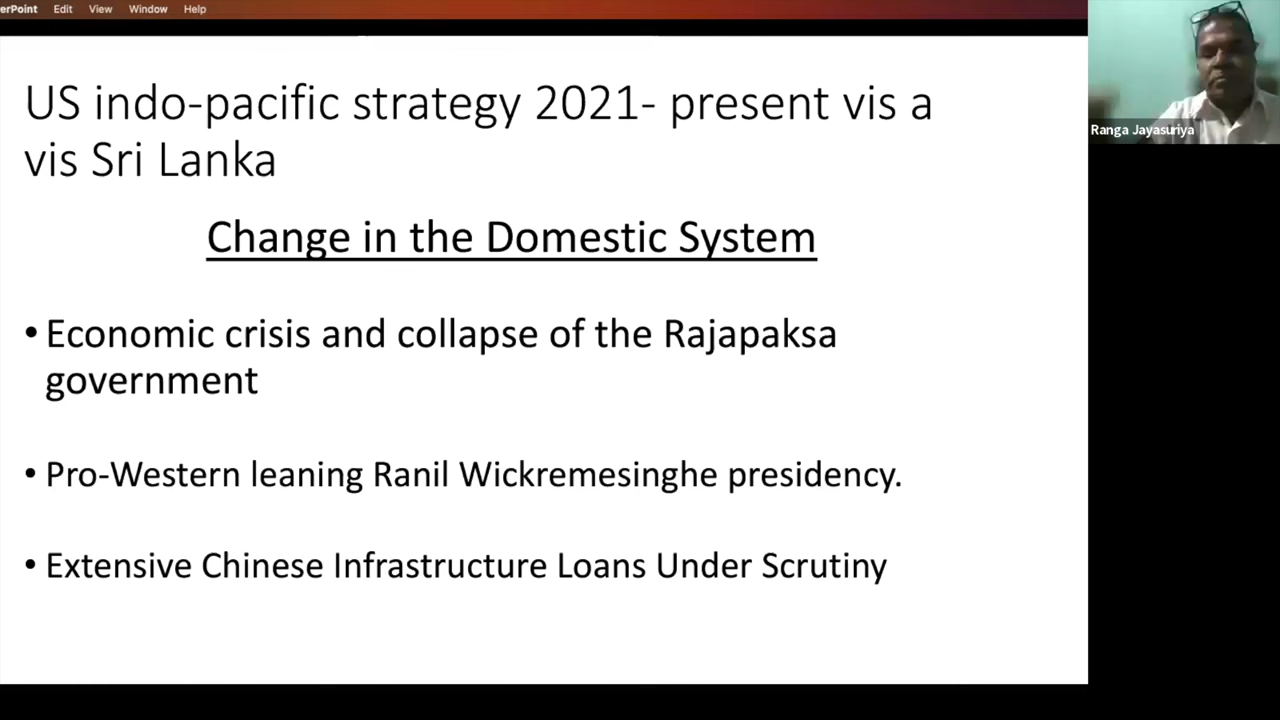 erPoint Edit View Window Help
US indo-pacific strategy 2021- present vis a
vis Sri Lanka
Change in the Domestic System
• Economic crisis and collapse of the Rajapaksa
government
• Pro-Western leaning Ranil Wickremesinghe presidency.
• Extensive Chinese Infrastructure Loans Under Scrutiny
Ranga Jayasuriya